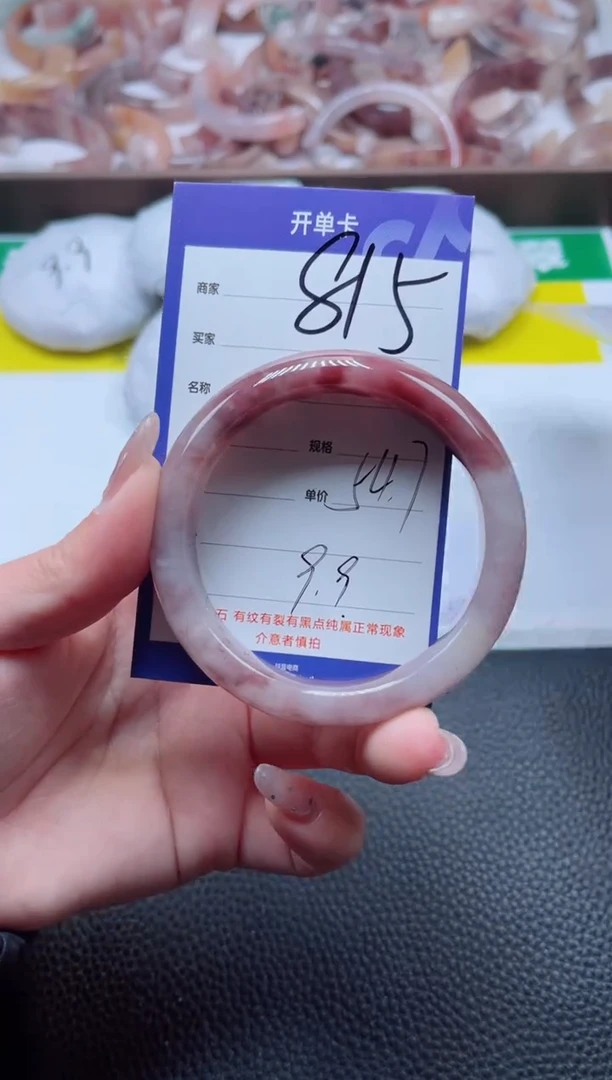 开单卡
商家 815
买家
名称
规格
54.7
单价
9.9
石 有纹有裂有黑点纯属正常现象
介意者慎拍
9.9